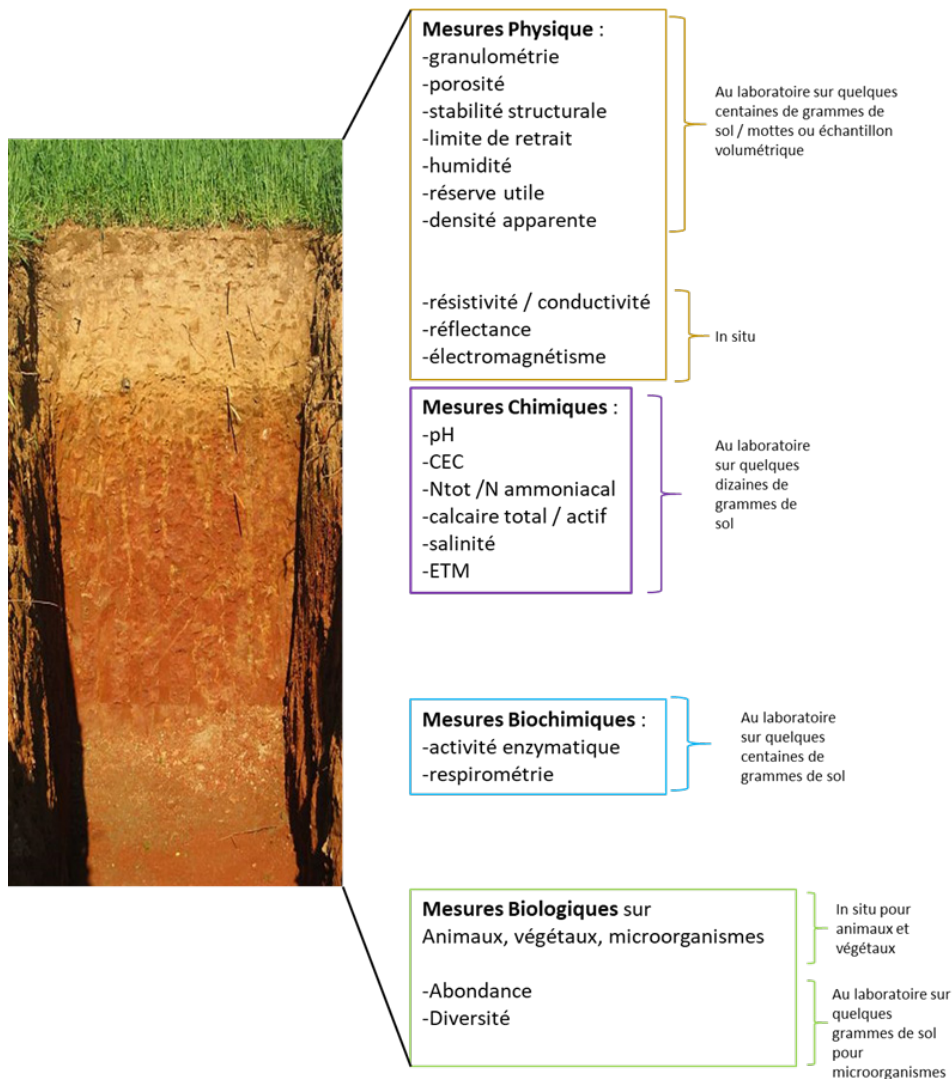 Mesures Physique :
-granulométrie
-porosité
-stabilité structurale
-limite de retrait
-humidité
-réserve utile
-densité apparente
Au laboratoire sur quelques
centaines de grammes de
sol / mottes ou échantillon
volumétrique
-résistivité / conductivité
-réflectance
-électromagnétisme
In situ
Mesures Chimiques :
-pH
-CEC
-Ntot /N ammoniacal
-calcaire total / actif
-salinité
-ETM
Au laboratoire
sur quelques
dizaines de
grammes de
sol
Mesures Biochimiques :
-activité enzymatique
-respirométrie
Au laboratoire
sur quelques
centaines de
grammes de sol
Mesures Biologiques sur
Animaux, végétaux, microorganismes
-Abondance
-Diversité
In situ pour
animaux et
végétaux
Au laboratoire sur
quelques
grammes de sol
pour
microorganismes